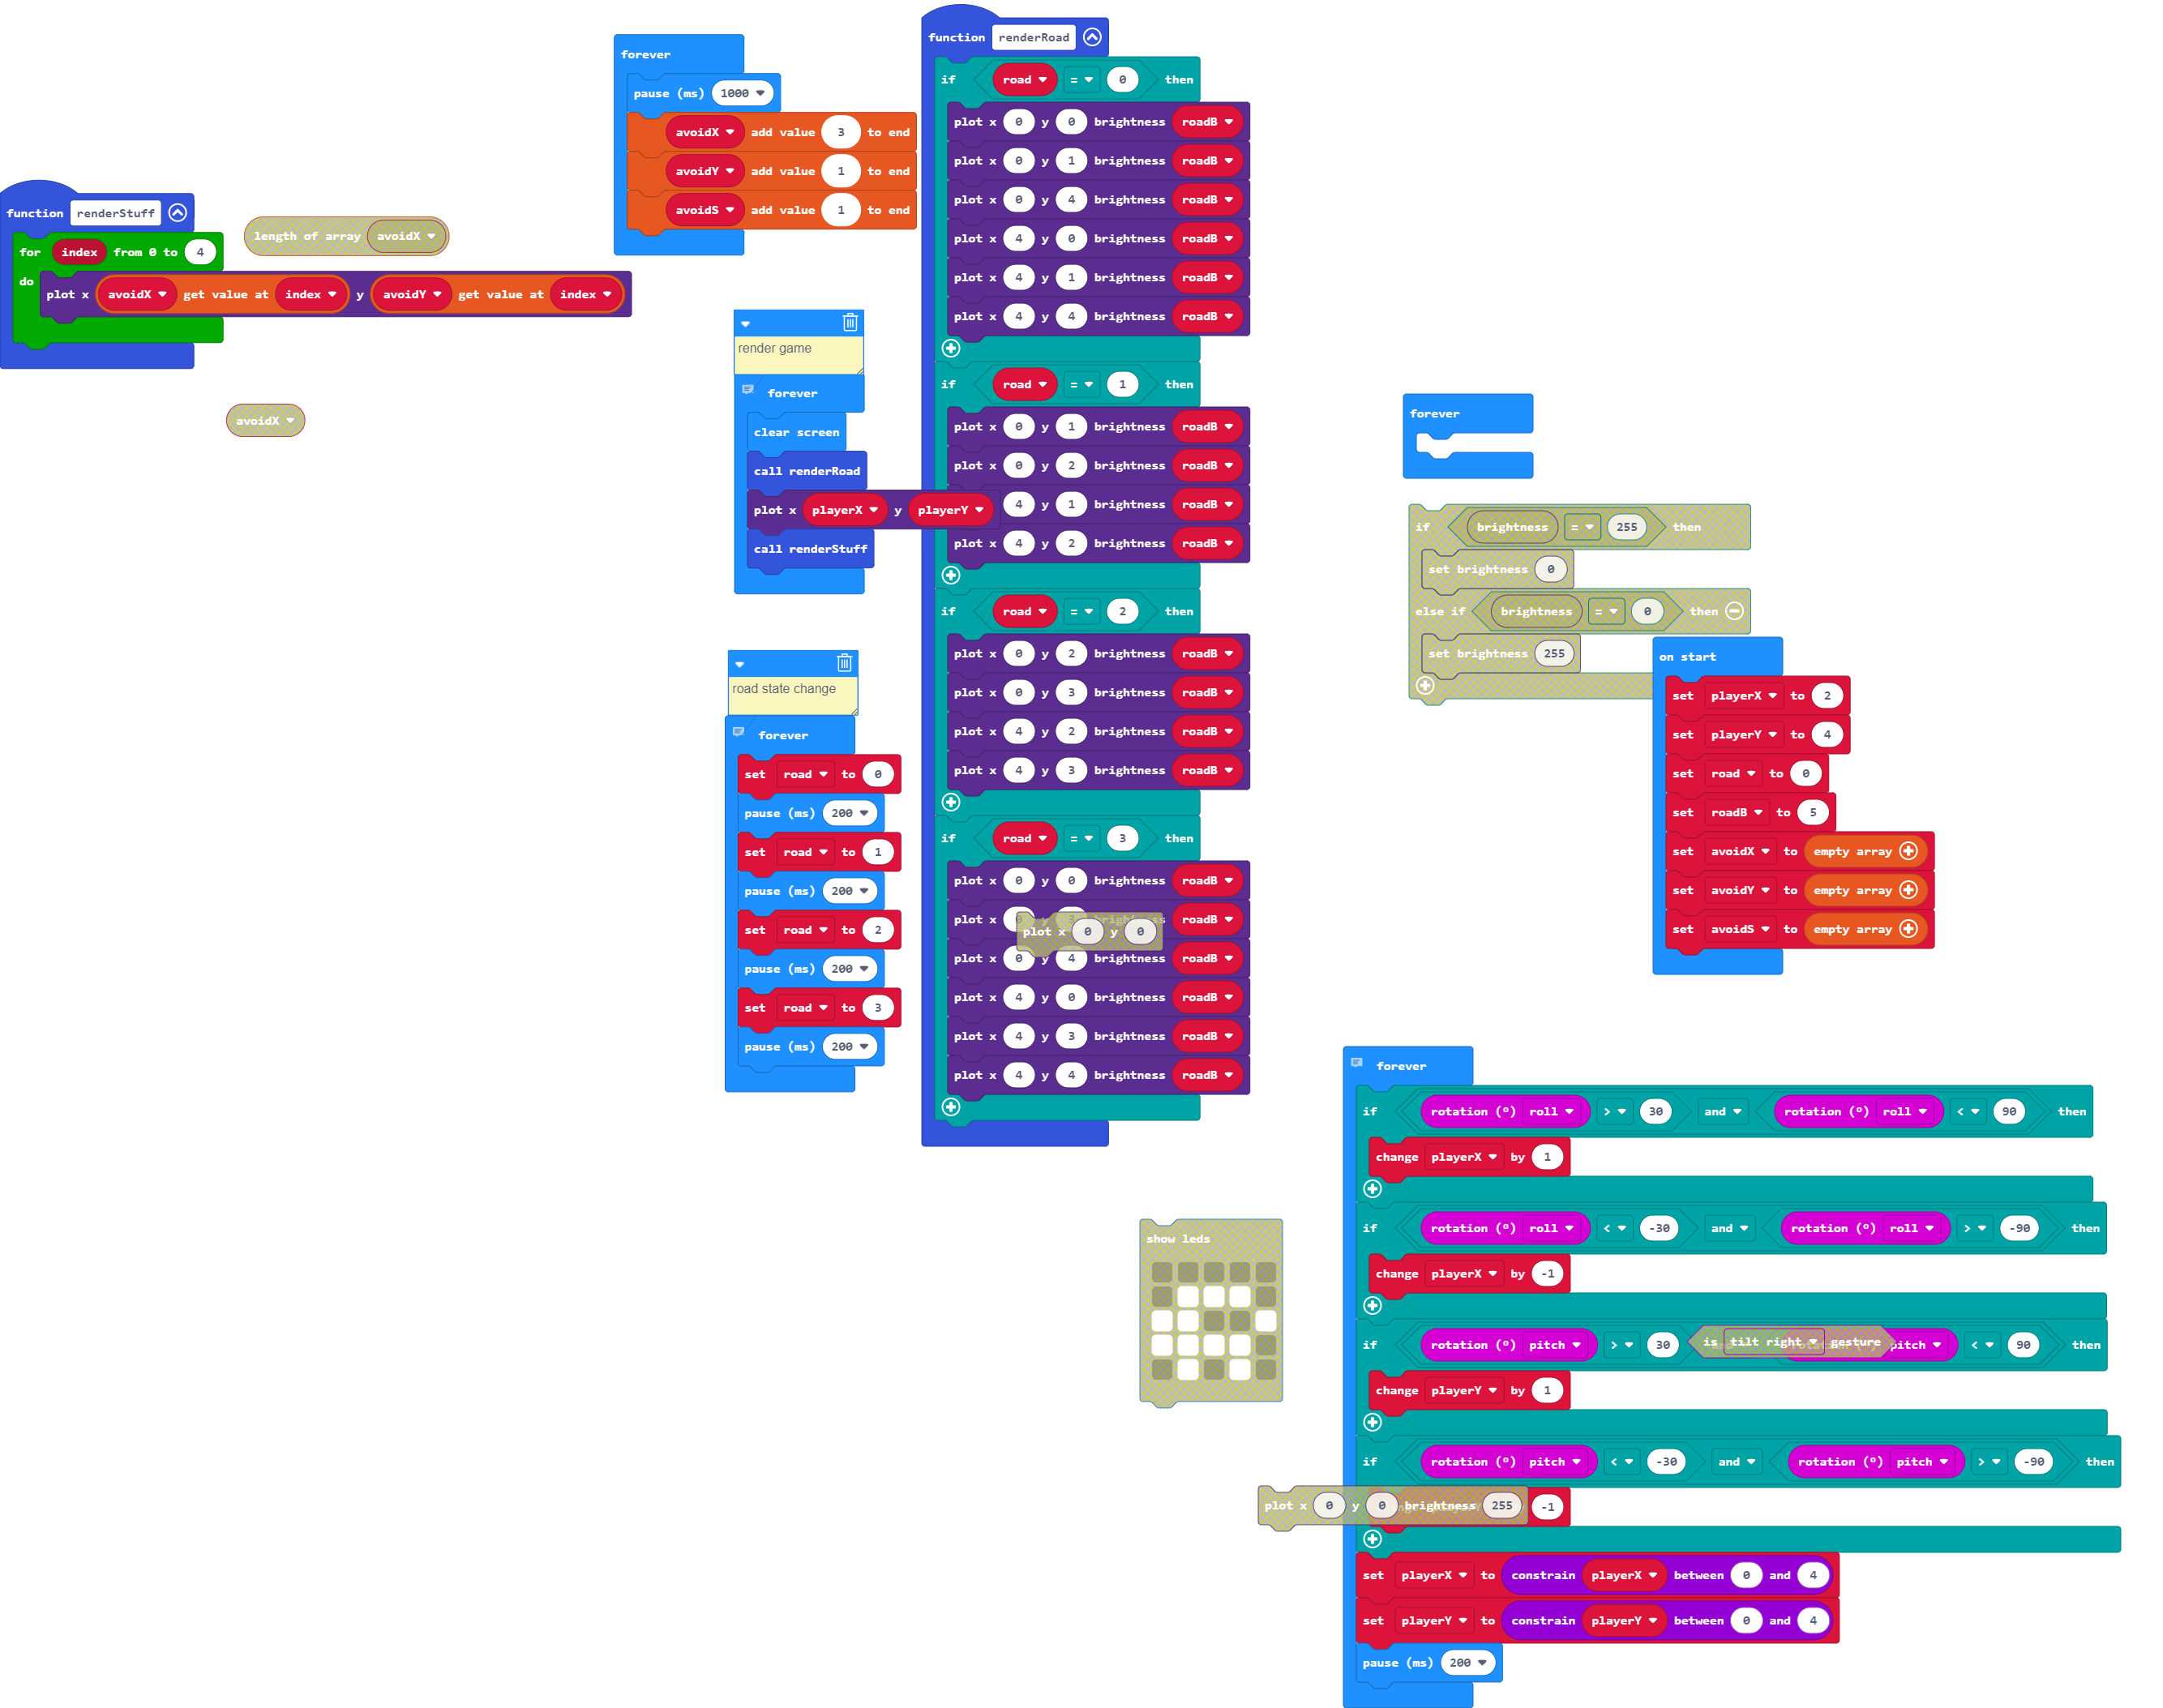 function renderStuff
for index from 0 to 4
do
plot x avoidX get value at index y avoidY get value at index
length of array avoidX
avoidX
forever
pause (ms) 1000
avoidX add value 3 to end
avoidY add value 1 to end
avoidS add value 1 to end
render game
forever
clear screen
call renderRoad
plot x playerX y playerY
call renderStuff
road state change
forever
set road to 0
pause (ms) 200
set road to 1
pause (ms) 200
set road to 2
pause (ms) 200
set road to 3
pause (ms) 200
function renderRoad
if road = 0 then
plot x 0 y 0 brightness roadB
plot x 0 y 1 brightness roadB
plot x 0 y 4 brightness roadB
plot x 4 y 0 brightness roadB
plot x 4 y 1 brightness roadB
plot x 4 y 4 brightness roadB
if road = 1 then
plot x 0 y 1 brightness roadB
plot x 0 y 2 brightness roadB
4 y 1 brightness roadB
4 y 2 brightness roadB
if road = 2 then
plot x 0 y 2 brightness roadB
plot x 0 y 3 brightness roadB
plot x 4 y 2 brightness roadB
plot x 4 y 3 brightness roadB
if road = 3 then
plot x 0 y 0 brightness roadB
plot x 0 y 3 brightness roadB
plot x 0 y 0
plot x 0 y 4 brightness roadB
plot x 4 y 0 brightness roadB
plot x 4 y 3 brightness roadB
plot x 4 y 4 brightness roadB
forever
if brightness = 255 then
set brightness 0
else if brightness = 0 then
set brightness 255
on start
set playerX to 2
set playerY to 4
set road to 0
set roadB to 5
set avoidX to empty array
set avoidY to empty array
set avoidS to empty array
show leds
forever
if rotation (°) roll > 30 and rotation (°) roll < 90 then
change playerX by 1
if rotation (°) roll < -30 and rotation (°) roll > -90 then
change playerX by -1
if rotation (°) pitch > 30 pitch < 90 then
is tilt right gesture
change playerY by 1
if rotation (°) pitch < -30 and rotation (°) pitch > -90 then
plot x 0 y 0 brightness 255
-1
set playerX to constrain playerX between 0 and 4
set playerY to constrain playerY between 0 and 4
pause (ms) 200